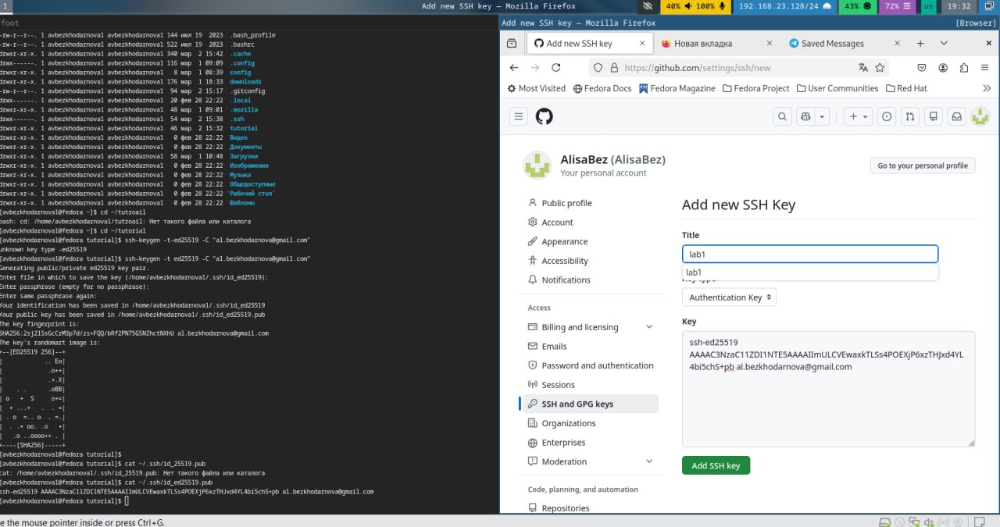 1
Add new SSH key — Mozilla Firefox
40%
100%
192.168.23.128/24
43%
72%
us
19:32
foot
-rw-r--r--. 1 avbezkhodarnova1 avbezkhodarnova1 144 июл 19  2023 .bash_profile
-rw-r--r--. 1 avbezkhodarnova1 avbezkhodarnova1 522 июл 19  2023 .bashrc
drwxr-xr-x. 1 avbezkhodarnova1 avbezkhodarnova1 340 мар  2 15:42 .cache
drwx------. 1 avbezkhodarnova1 avbezkhodarnova1 116 мар  1 09:09 .config
drwxr-xr-x. 1 avbezkhodarnova1 avbezkhodarnova1   8 мар  1 08:39 config
drwxr-xr-x. 1 avbezkhodarnova1 avbezkhodarnova1 176 мар  1 18:33 downloads
-rw-r--r--. 1 avbezkhodarnova1 avbezkhodarnova1  94 мар  2 15:17 .gitconfig
drwx------. 1 avbezkhodarnova1 avbezkhodarnova1  20 фев 28 22:22 .local
drwxr-xr-x. 1 avbezkhodarnova1 avbezkhodarnova1  48 мар  1 09:01 .mozilla
drwx------. 1 avbezkhodarnova1 avbezkhodarnova1  54 мар  2 15:38 .ssh
drwxr-xr-x. 1 avbezkhodarnova1 avbezkhodarnova1  46 мар  2 15:32 tutorial
drwxr-xr-x. 1 avbezkhodarnova1 avbezkhodarnova1   0 фев 28 22:22 Видео
drwxr-xr-x. 1 avbezkhodarnova1 avbezkhodarnova1   0 фев 28 22:22 Документы
drwxr-xr-x. 1 avbezkhodarnova1 avbezkhodarnova1  58 мар  1 10:48 Загрузки
drwxr-xr-x. 1 avbezkhodarnova1 avbezkhodarnova1   0 фев 28 22:22 Изображения
drwxr-xr-x. 1 avbezkhodarnova1 avbezkhodarnova1   0 фев 28 22:22 Музыка
drwxr-xr-x. 1 avbezkhodarnova1 avbezkhodarnova1   0 фев 28 22:22 Общедоступные
drwxr-xr-x. 1 avbezkhodarnova1 avbezkhodarnova1   0 фев 28 22:22 'Рабочий стол'
drwxr-xr-x. 1 avbezkhodarnova1 avbezkhodarnova1   0 фев 28 22:22 Шаблоны
[avbezkhodarnova1@fedora ~]$ cd ~/tutroail
bash: cd: /home/avbezkhodarnova1/tutroail: Нет такого файла или каталога
[avbezkhodarnova1@fedora ~]$ cd ~/tutorial
[avbezkhodarnova1@fedora tutorial]$ ssh-keygen -t-ed25519 -C "al.bezkhodarnova@gmail.com"
unknown key type -ed25519
[avbezkhodarnova1@fedora tutorial]$ ssh-keygen -t ed25519 -C "al.bezkhodarnova@gmail.com"
Generating public/private ed25519 key pair.
Enter file in which to save the key (/home/avbezkhodarnova1/.ssh/id_ed25519):
Enter passphrase (empty for no passphrase):
Enter same passphrase again:
Your identification has been saved in /home/avbezkhodarnova1/.ssh/id_ed25519
Your public key has been saved in /home/avbezkhodarnova1/.ssh/id_ed25519.pub
The key fingerprint is:
SHA256:2sj21SsGcCrM3p7d/zs+FQQ/bRf2PN75G5NZhctNXhU al.bezkhodarnova@gmail.com
The key's randomart image is:
+--[ED25519 256]--+
|            .. Eo|
|             .o++|
|             .+.X|
|    . .      .oBB|
| o   + S     o+=|
|  + ...+   .  . =|
| . o  =.. o  . =.|
|  . .+ oo. .o   +|
|   .o ..oooo++ . |
+----[SHA256]-----+
[avbezkhodarnova1@fedora tutorial]$
[avbezkhodarnova1@fedora tutorial]$ cat ~/.ssh/id_25519.pub
cat: /home/avbezkhodarnova1/.ssh/id_25519.pub: Нет такого файла или каталога
[avbezkhodarnova1@fedora tutorial]$ cat ~/.ssh/id_ed25519.pub
ssh-ed25519 AAAAC3NzaC11ZDI1NTE5AAAAIImULCVEwaxkTLSs4POEXjP6xzTHJxd4YL4bi5chS+pb al.bezkhodarnova@gmail.com
[avbezkhodarnova1@fedora tutorial]$
Add new SSH key — Mozilla Firefox
[Browser]
Add new SSH key
Новая вкладка
Saved Messages
https://github.com/settings/ssh/new
Most Visited
Fedora Docs
Fedora Magazine
Fedora Project
User Communities
Red Hat
AlisaBez (AlisaBez)
Your personal account
Go to your personal profile
Public profile
Account
Appearance
Accessibility
Notifications
Access
Billing and licensing
Emails
Password and authentication
Sessions
SSH and GPG keys
Organizations
Enterprises
Moderation
Code, planning, and automation
Repositories
Add new SSH Key
Title
lab1
lab1
Key type
Authentication Key
Key
ssh-ed25519
AAAAC3NzaC11ZDI1NTE5AAAAIImULCVEwaxkTLSs4POEXjP6xzTHJxd4YL
4bi5chS+pb al.bezkhodarnova@gmail.com
Add SSH key
e the mouse pointer inside or press Ctrl+G.